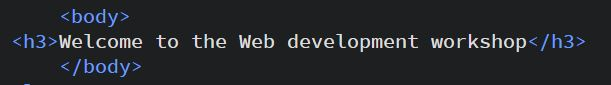 <body>
<h3>Welcome to the Web development workshop</h3>
</body>